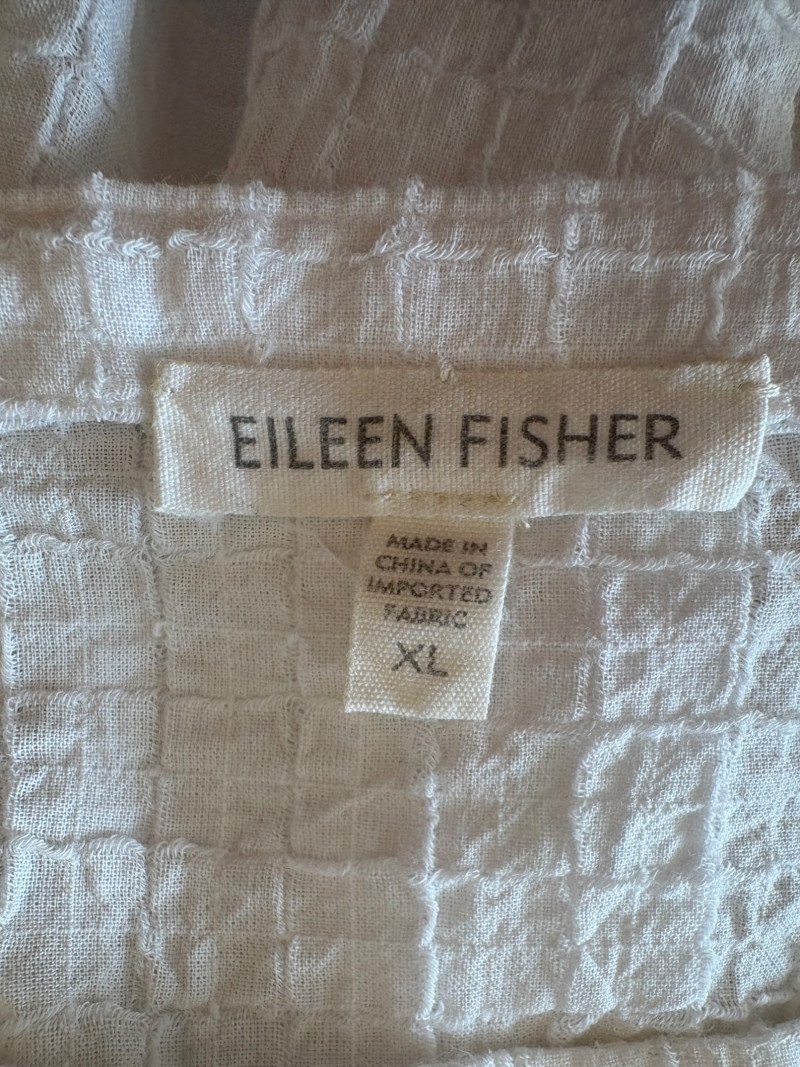 EILEEN FISHER
MADE IN
CHINA OF
IMPORTED
FABRIC
XL